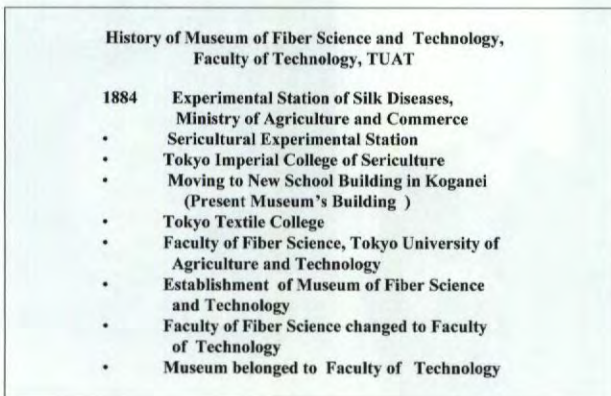 History of Museum of Fiber Science and Technology,
Faculty of Technology, TUAT
1884 Experimental Station of Silk Diseases,
Ministry of Agriculture and Commerce
• Sericultural Experimental Station
• Tokyo Imperial College of Sericulture
• Moving to New School Building in Koganei
(Present Museum's Building )
• Tokyo Textile College
• Faculty of Fiber Science, Tokyo University of
Agriculture and Technology
• Establishment of Museum of Fiber Science
and Technology
• Faculty of Fiber Science changed to Faculty
of Technology
• Museum belonged to Faculty of Technology